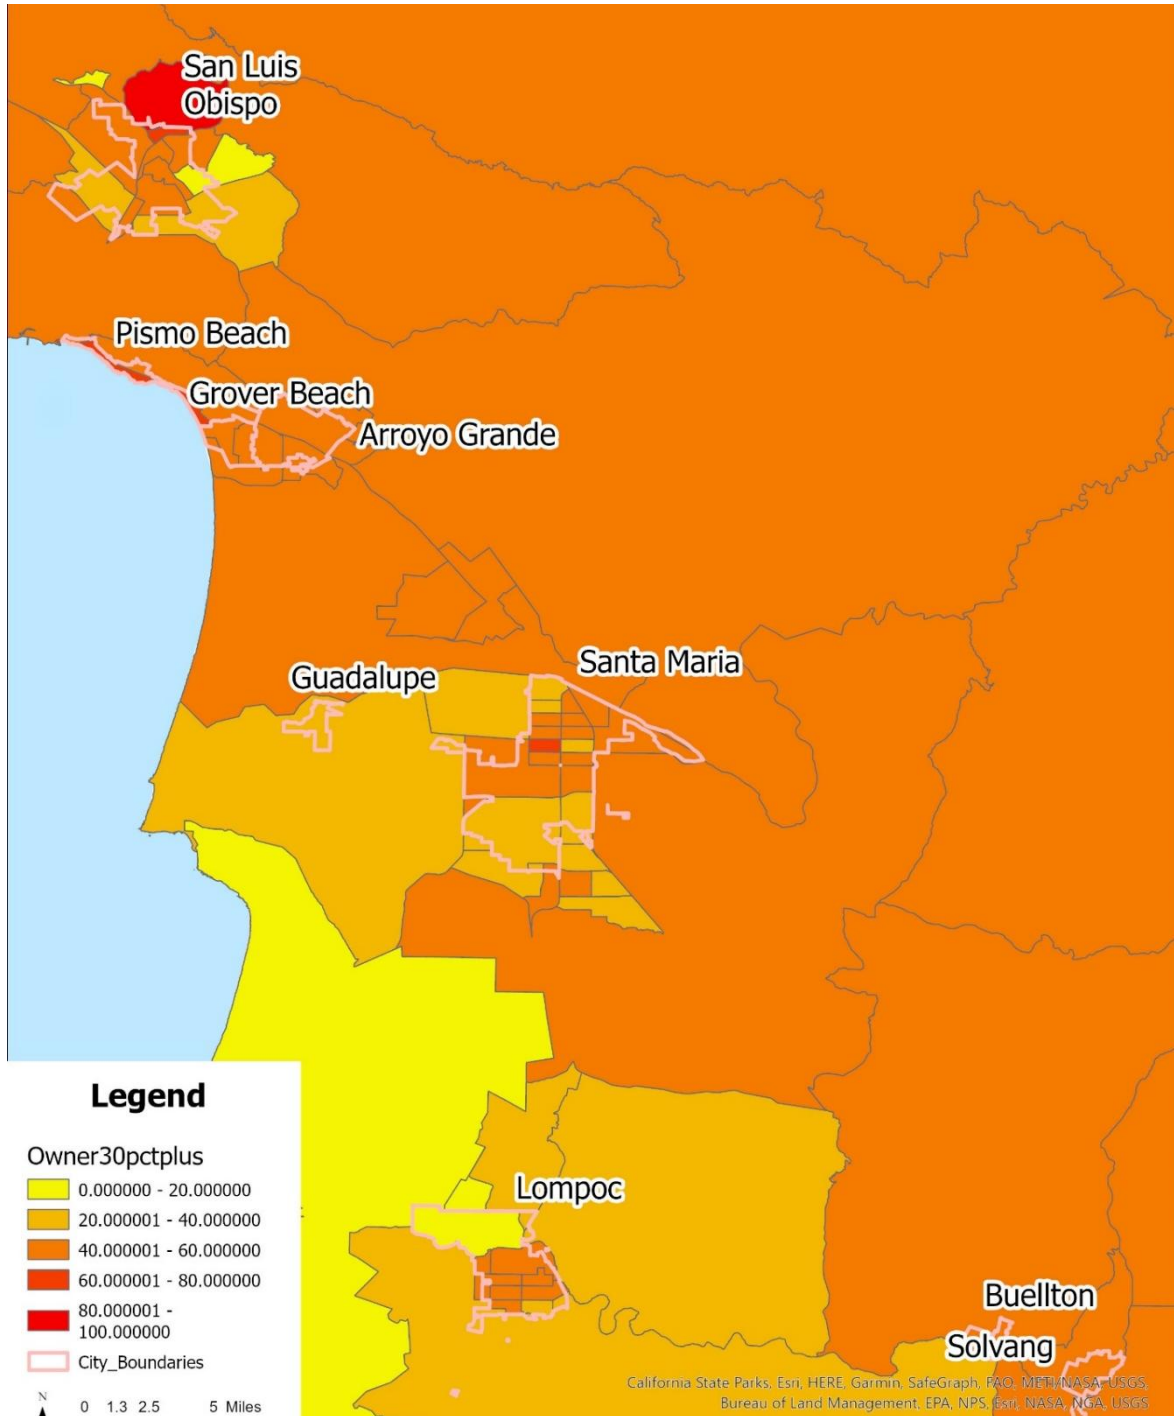 San Luis
Obispo
Pismo Beach
Grover Beach
Arroyo Grande
Santa Maria
Guadalupe
Lompoc
Buellton
Solvang
Legend
Owner30pctplus
0.000000 - 20.000000
20.000001 - 40.000000
40.000001 - 60.000000
60.000001 - 80.000000
80.000001 -
100.000000
City_Boundaries
N
0 1.3 2.5 5 Miles
California State Parks, Esri, HERE, Garmin, SafeGraph, FAO, METI/NASA, USGS,
Bureau of Land Management, EPA, NPS, Esri, NASA, NGA, USGS